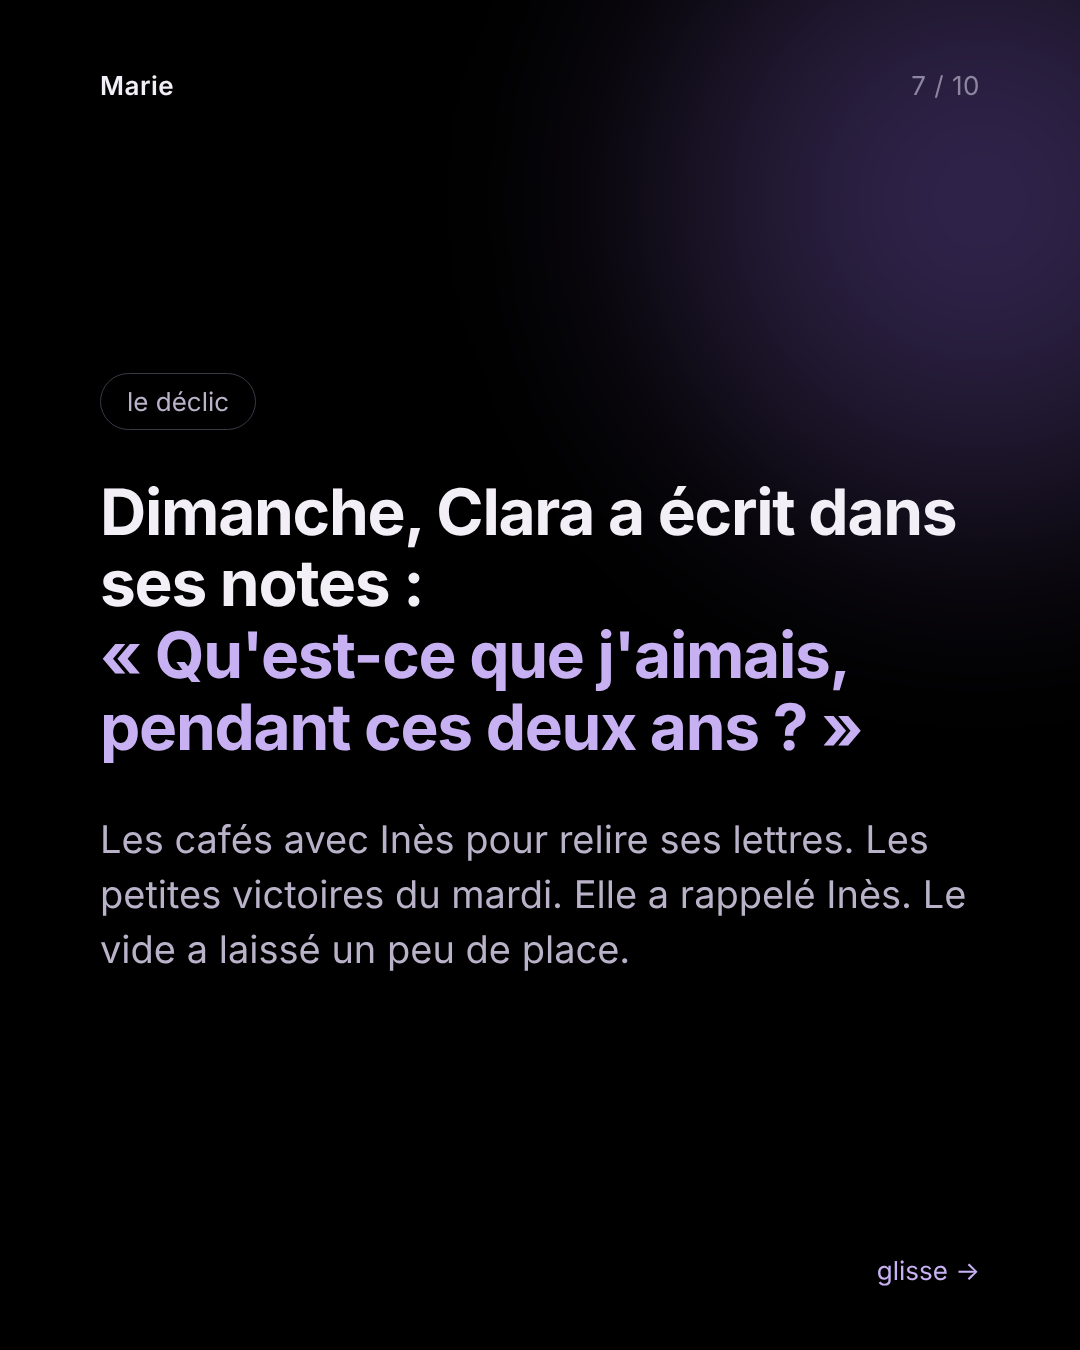 Marie
7 / 10
le déclic
Dimanche, Clara a écrit dans
ses notes :
« Qu'est-ce que j'aimais,
pendant ces deux ans ? »
Les cafés avec Inès pour relire ses lettres. Les
petites victoires du mardi. Elle a rappelé Inès. Le
vide a laissé un peu de place.
glisse →